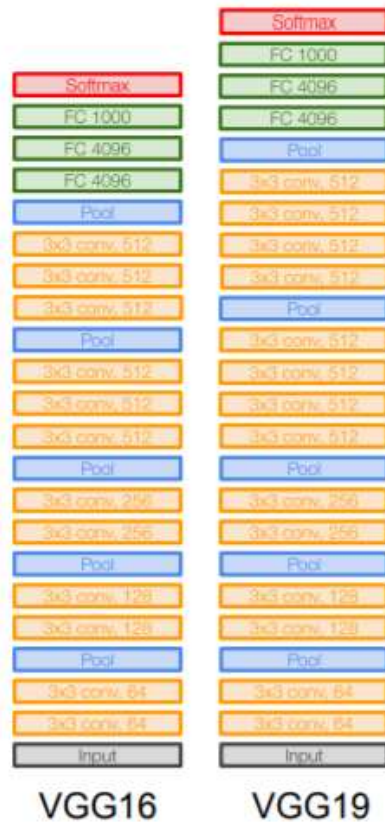 Softmax
FC 1000
FC 4096
FC 4096
Pool
3x3 conv, 512
3x3 conv, 512
3x3 conv, 512
Pool
3x3 conv, 512
3x3 conv, 512
3x3 conv, 512
Pool
3x3 conv, 256
3x3 conv, 256
Pool
3x3 conv, 128
3x3 conv, 128
Pool
3x3 conv, 64
3x3 conv, 64
Input
VGG16
Softmax
FC 1000
FC 4096
FC 4096
Pool
3x3 conv, 512
3x3 conv, 512
3x3 conv, 512
3x3 conv, 512
Pool
3x3 conv, 512
3x3 conv, 512
3x3 conv, 512
3x3 conv, 512
Pool
3x3 conv, 256
3x3 conv, 256
Pool
3x3 conv, 128
3x3 conv, 128
Pool
3x3 conv, 64
3x3 conv, 64
Input
VGG19